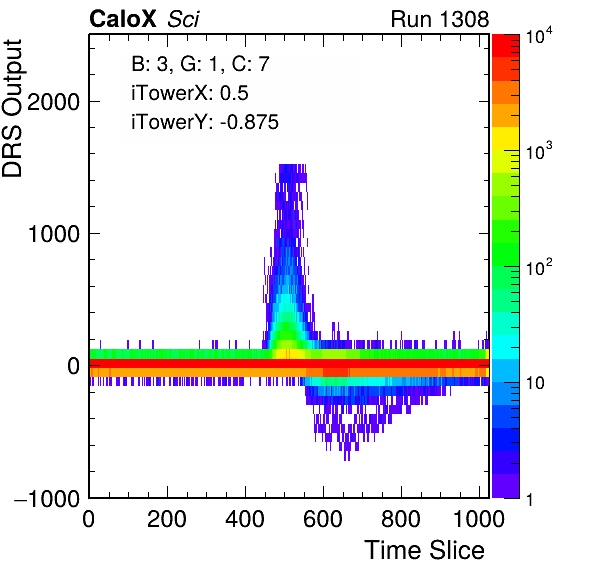 CaloX Sci Run 1308
B: 3, G: 1, C: 7
iTowerX: 0.5
iTowerY: -0.875
DRS Output
2000
1000
0
−1000
0 200 400 600 800 1000
Time Slice
10^4
10^3
10^2
10
1